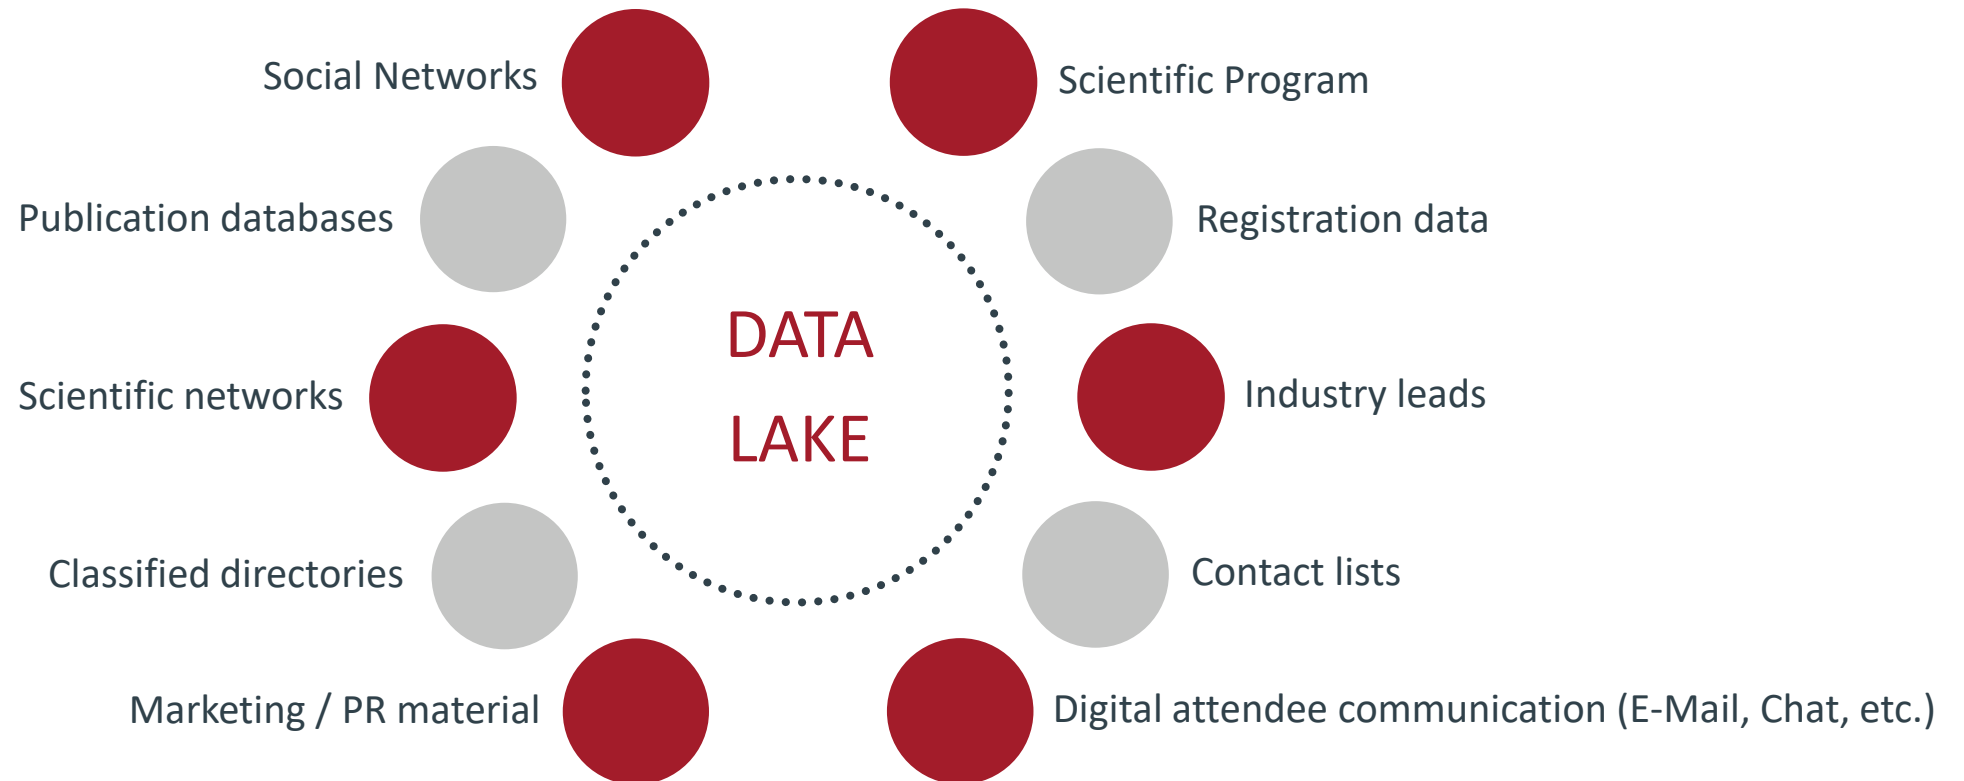 Social Networks
Scientific Program
Publication databases
Registration data
DATA
LAKE
Scientific networks
Industry leads
Classified directories
Contact lists
Marketing / PR material
Digital attendee communication (E-Mail, Chat, etc.)